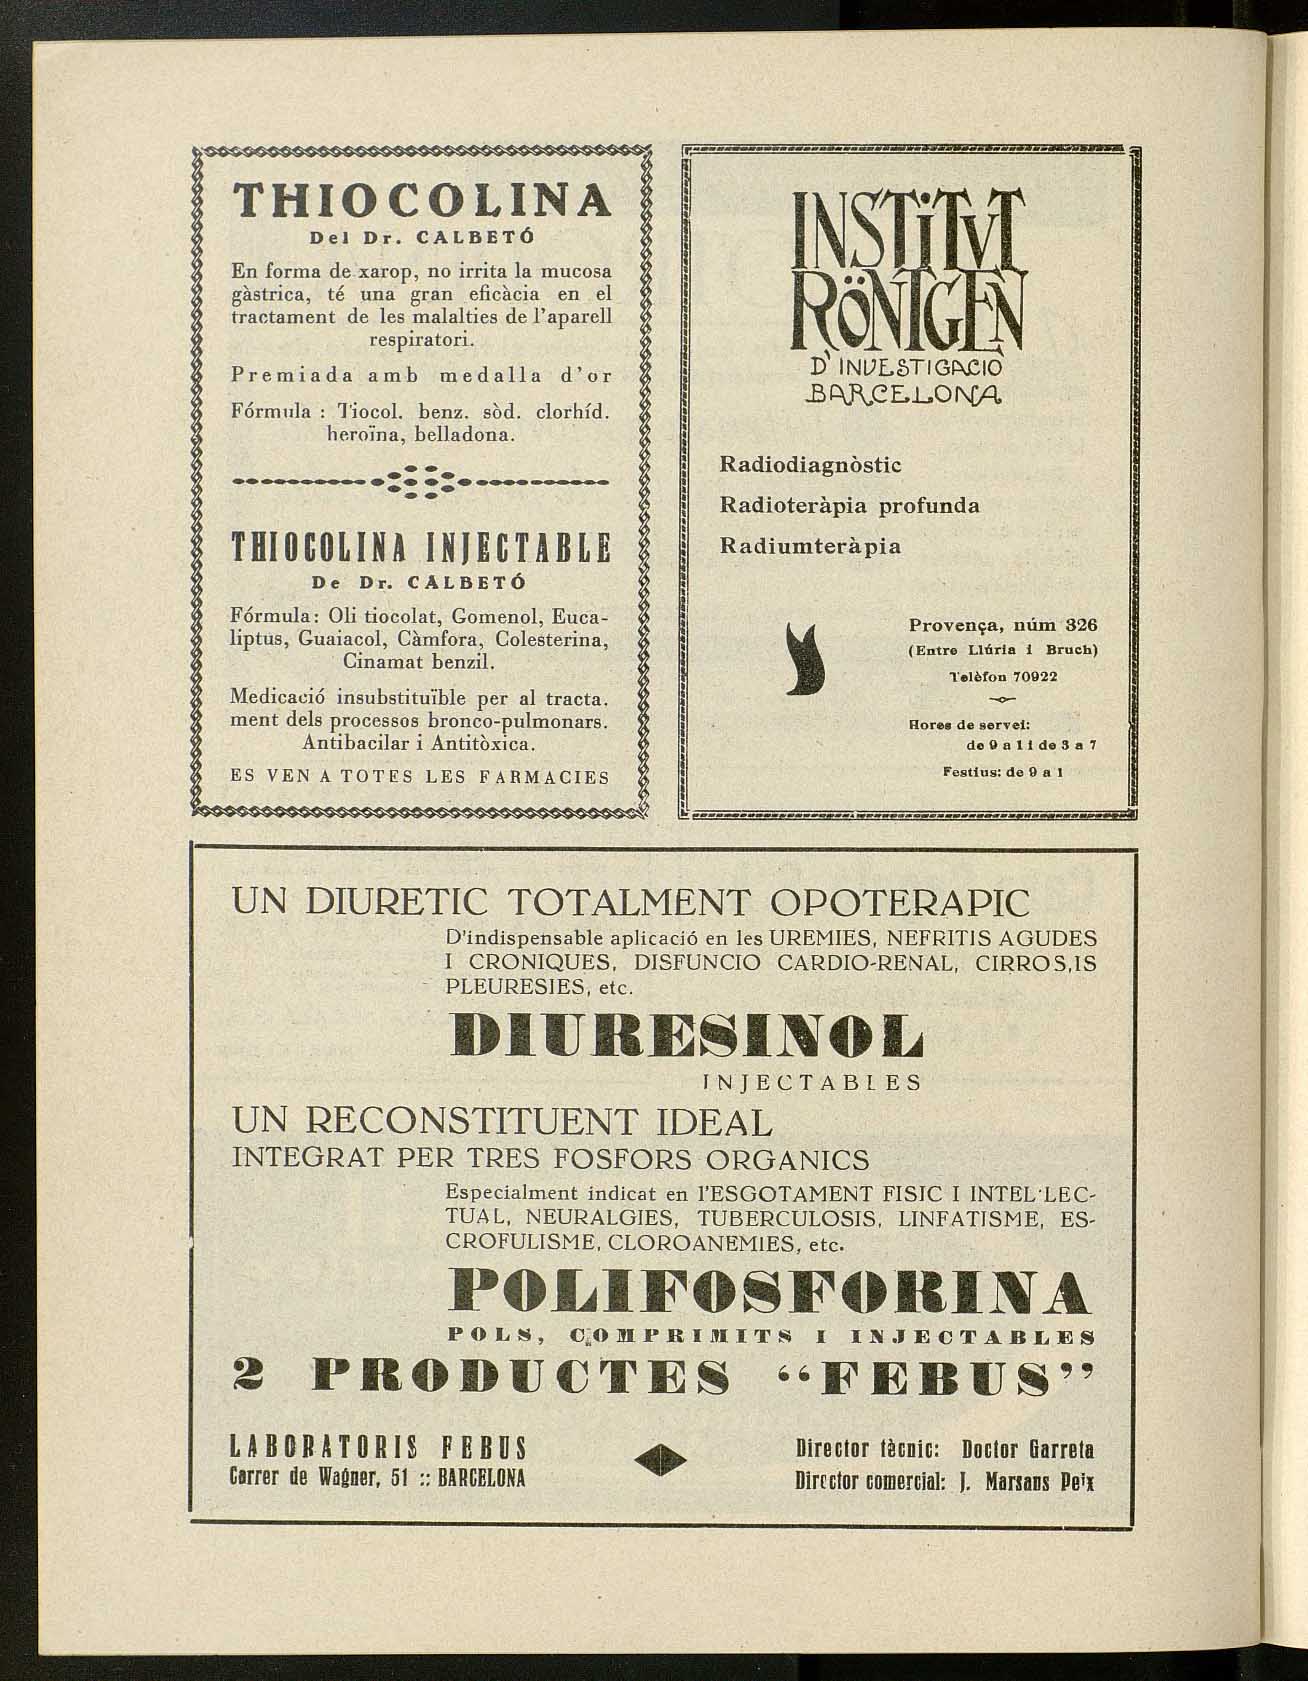 THIOCOLINA
Del Dr. CALBETÓ
En forma de xarop, no irrita la mucosa
gàstrica, té una gran eficàcia en el
tractament de les malalties de l'aparell
respiratori.
Premiada amb medalla d'or
Fórmula : Tiocol. benz. sòd. clorhíd.
heroïna, belladona.
THIOCOLINA INJECTABLE
De Dr. CALBETÓ
Fórmula: Oli tiocolat, Gomenol, Euca-
liptus, Guaiacol, Càmfora, Colesterina,
Cinamat benzil.
Medicació insubstituïble per al tracta.
ment dels processos bronco-pulmonars.
Antibacilar i Antitòxica.
ES VEN A TOTES LES FARMACIES
INSTiTvT
RÖNTGEN
D'INVESTIGACIÓ
BARCELONA
Radiodiagnòstic
Radioteràpia profunda
Radiumteràpia
Provença, núm 326
(Entre Llúria i Bruch)
Telèfon 70922
Hores de servei:
de 9 a 1 i de 3 a 7
Festius: de 9 a 1
UN DIURETIC TOTALMENT OPOTERAPIC
D'indispensable aplicació en les UREMIES, NEFRITIS AGUDES
I CRONIQUES, DISFUNCIO CARDIO-RENAL, CIRROS,IS
PLEURESIES, etc.
DIURESINOL
INJECTABLES
UN RECONSTITUENT IDEAL
INTEGRAT PER TRES FOSFORS ORGANICS
Especialment indicat en l'ESGOTAMENT FISIC I INTEL·LEC-
TUAL, NEURALGIES, TUBERCULOSIS, LINFATISME, ES-
CROFULISME, CLOROANEMIES, etc.
POLIFOSFORINA
POLS, COMPRIMITS I INJECTABLES
2 PRODUCTES "FEBUS"
LABORATORIS FEBUS
Carrer de Wagner, 51 :: BARCELONA
Director tècnic: Doctor Garreta
Director comercial: J. Marsans Peix